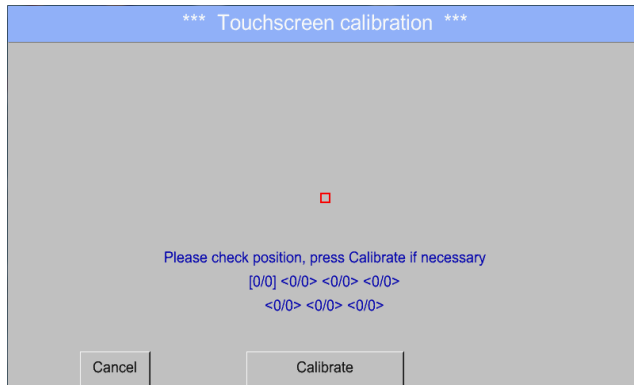 *** Touchscreen calibration ***
Please check position, press Calibrate if necessary
[0/0] <0/0> <0/0> <0/0>
<0/0> <0/0> <0/0>
Cancel Calibrate